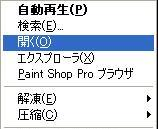 自動再生(P)
検索(E)...
開く(O)
エクスプローラ(X)
Paint Shop Pro ブラウザ
解凍(E)
圧縮(C)